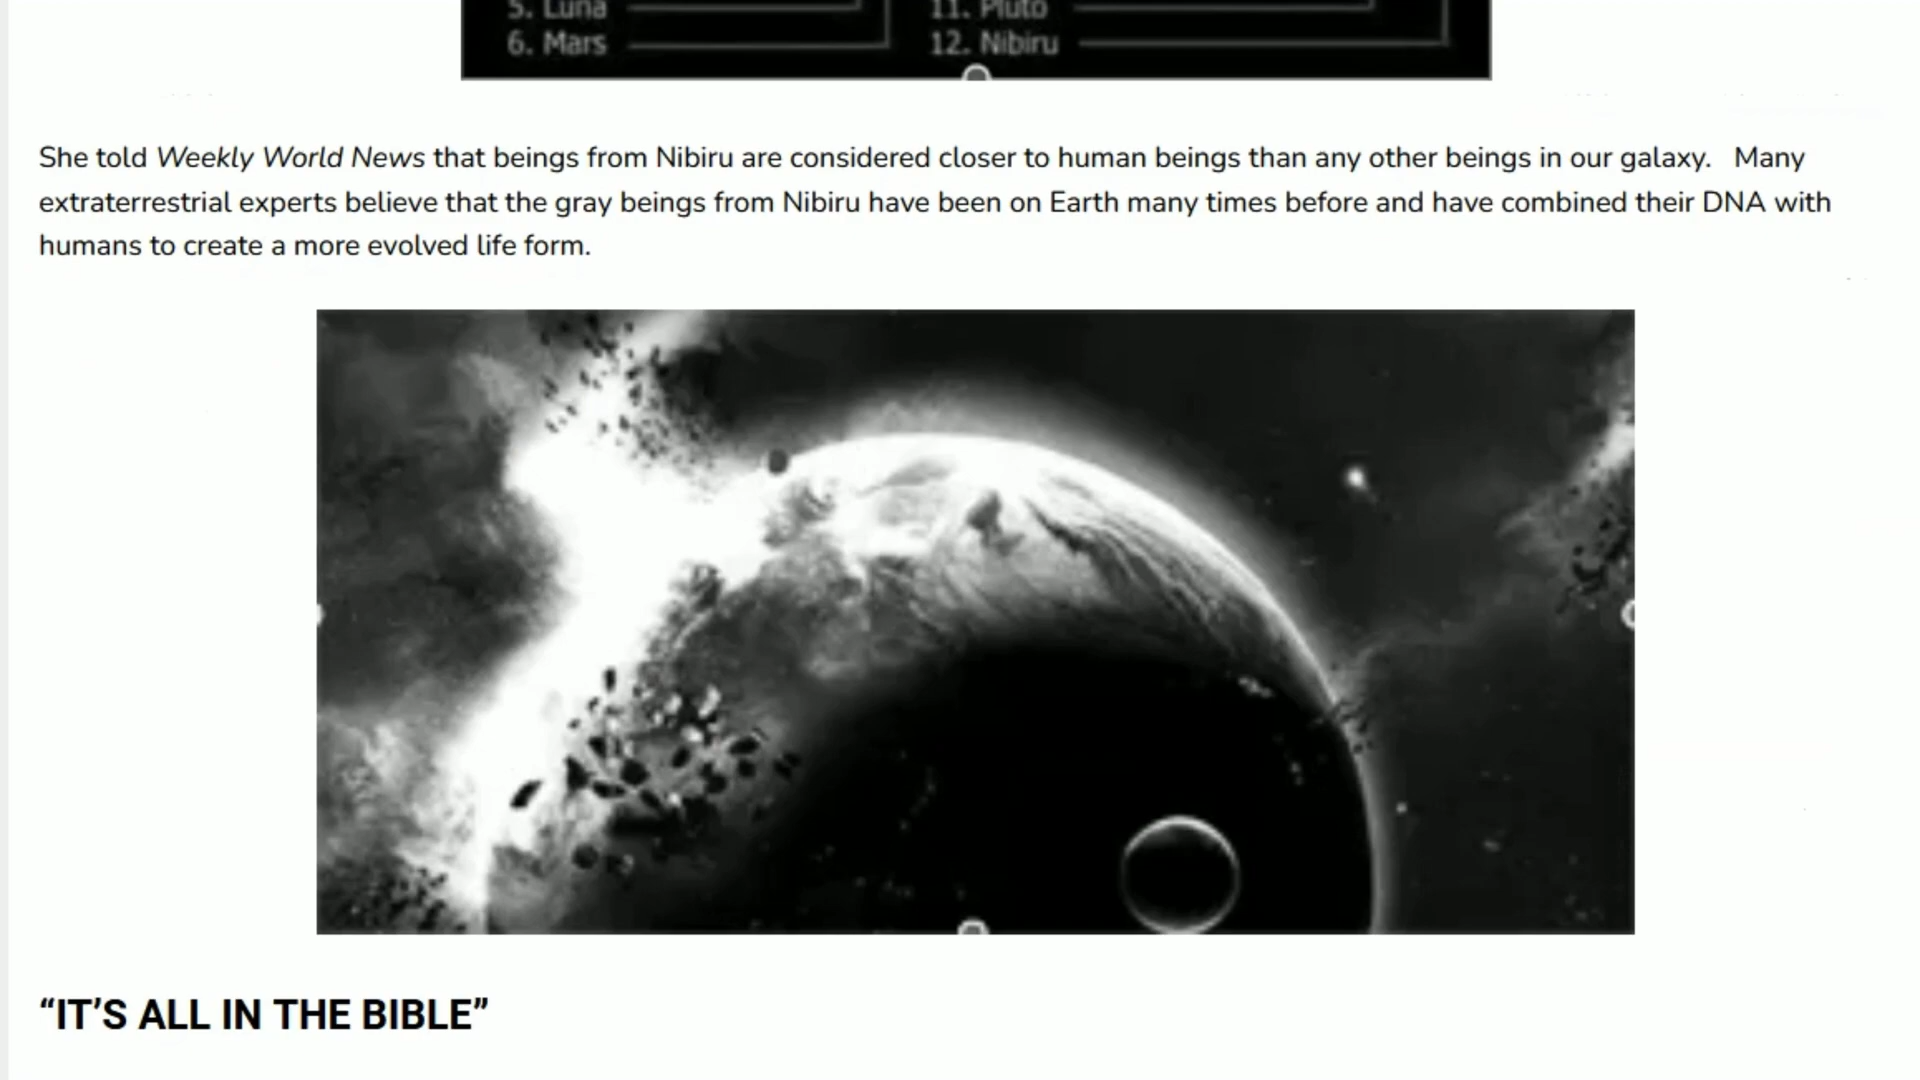 5. Luna
11. Pluto
6. Mars
12. Nibiru
She told Weekly World News that beings from Nibiru are considered closer to human beings than any other beings in our galaxy. Many
extraterrestrial experts believe that the gray beings from Nibiru have been on Earth many times before and have combined their DNA with
humans to create a more evolved life form.
“IT’S ALL IN THE BIBLE”